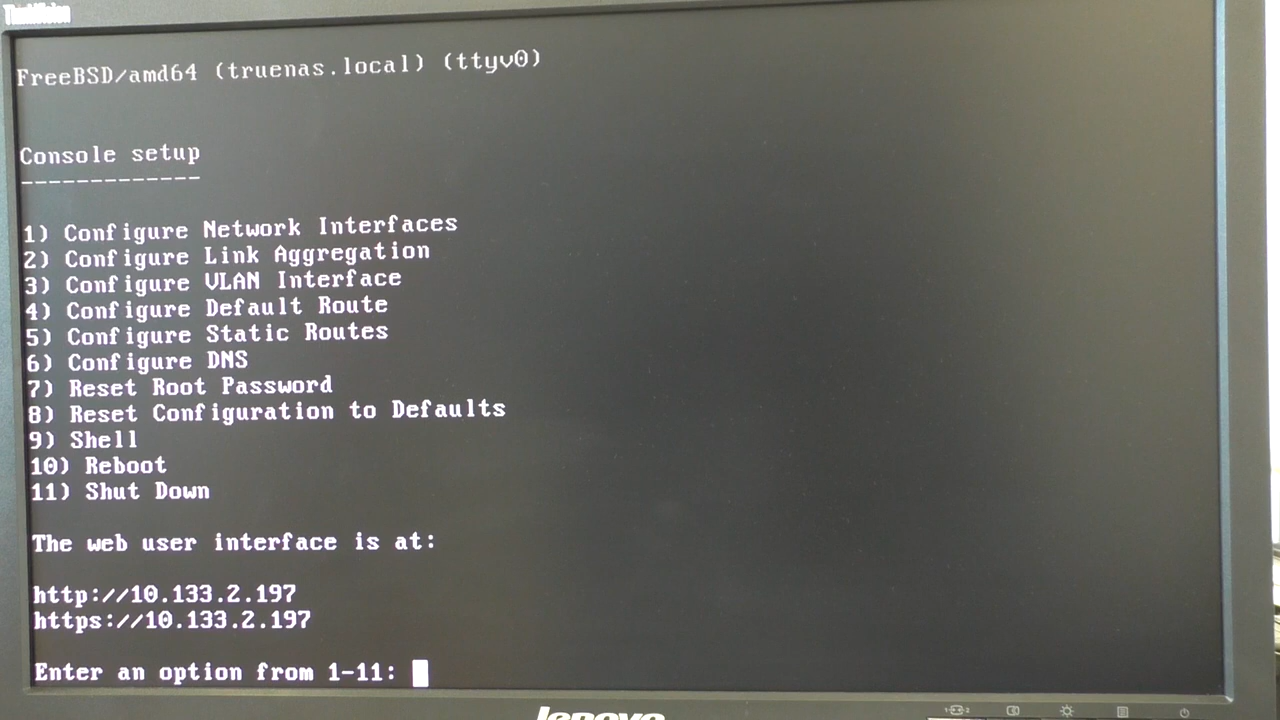 ThinkVision
FreeBSD/amd64 (truenas.local) (ttyv0)
Console setup
-------------
1) Configure Network Interfaces
2) Configure Link Aggregation
3) Configure VLAN Interface
4) Configure Default Route
5) Configure Static Routes
6) Configure DNS
7) Reset Root Password
8) Reset Configuration to Defaults
9) Shell
10) Reboot
11) Shut Down
The web user interface is at:
http://10.133.2.197
https://10.133.2.197
Enter an option from 1-11:
lenovo